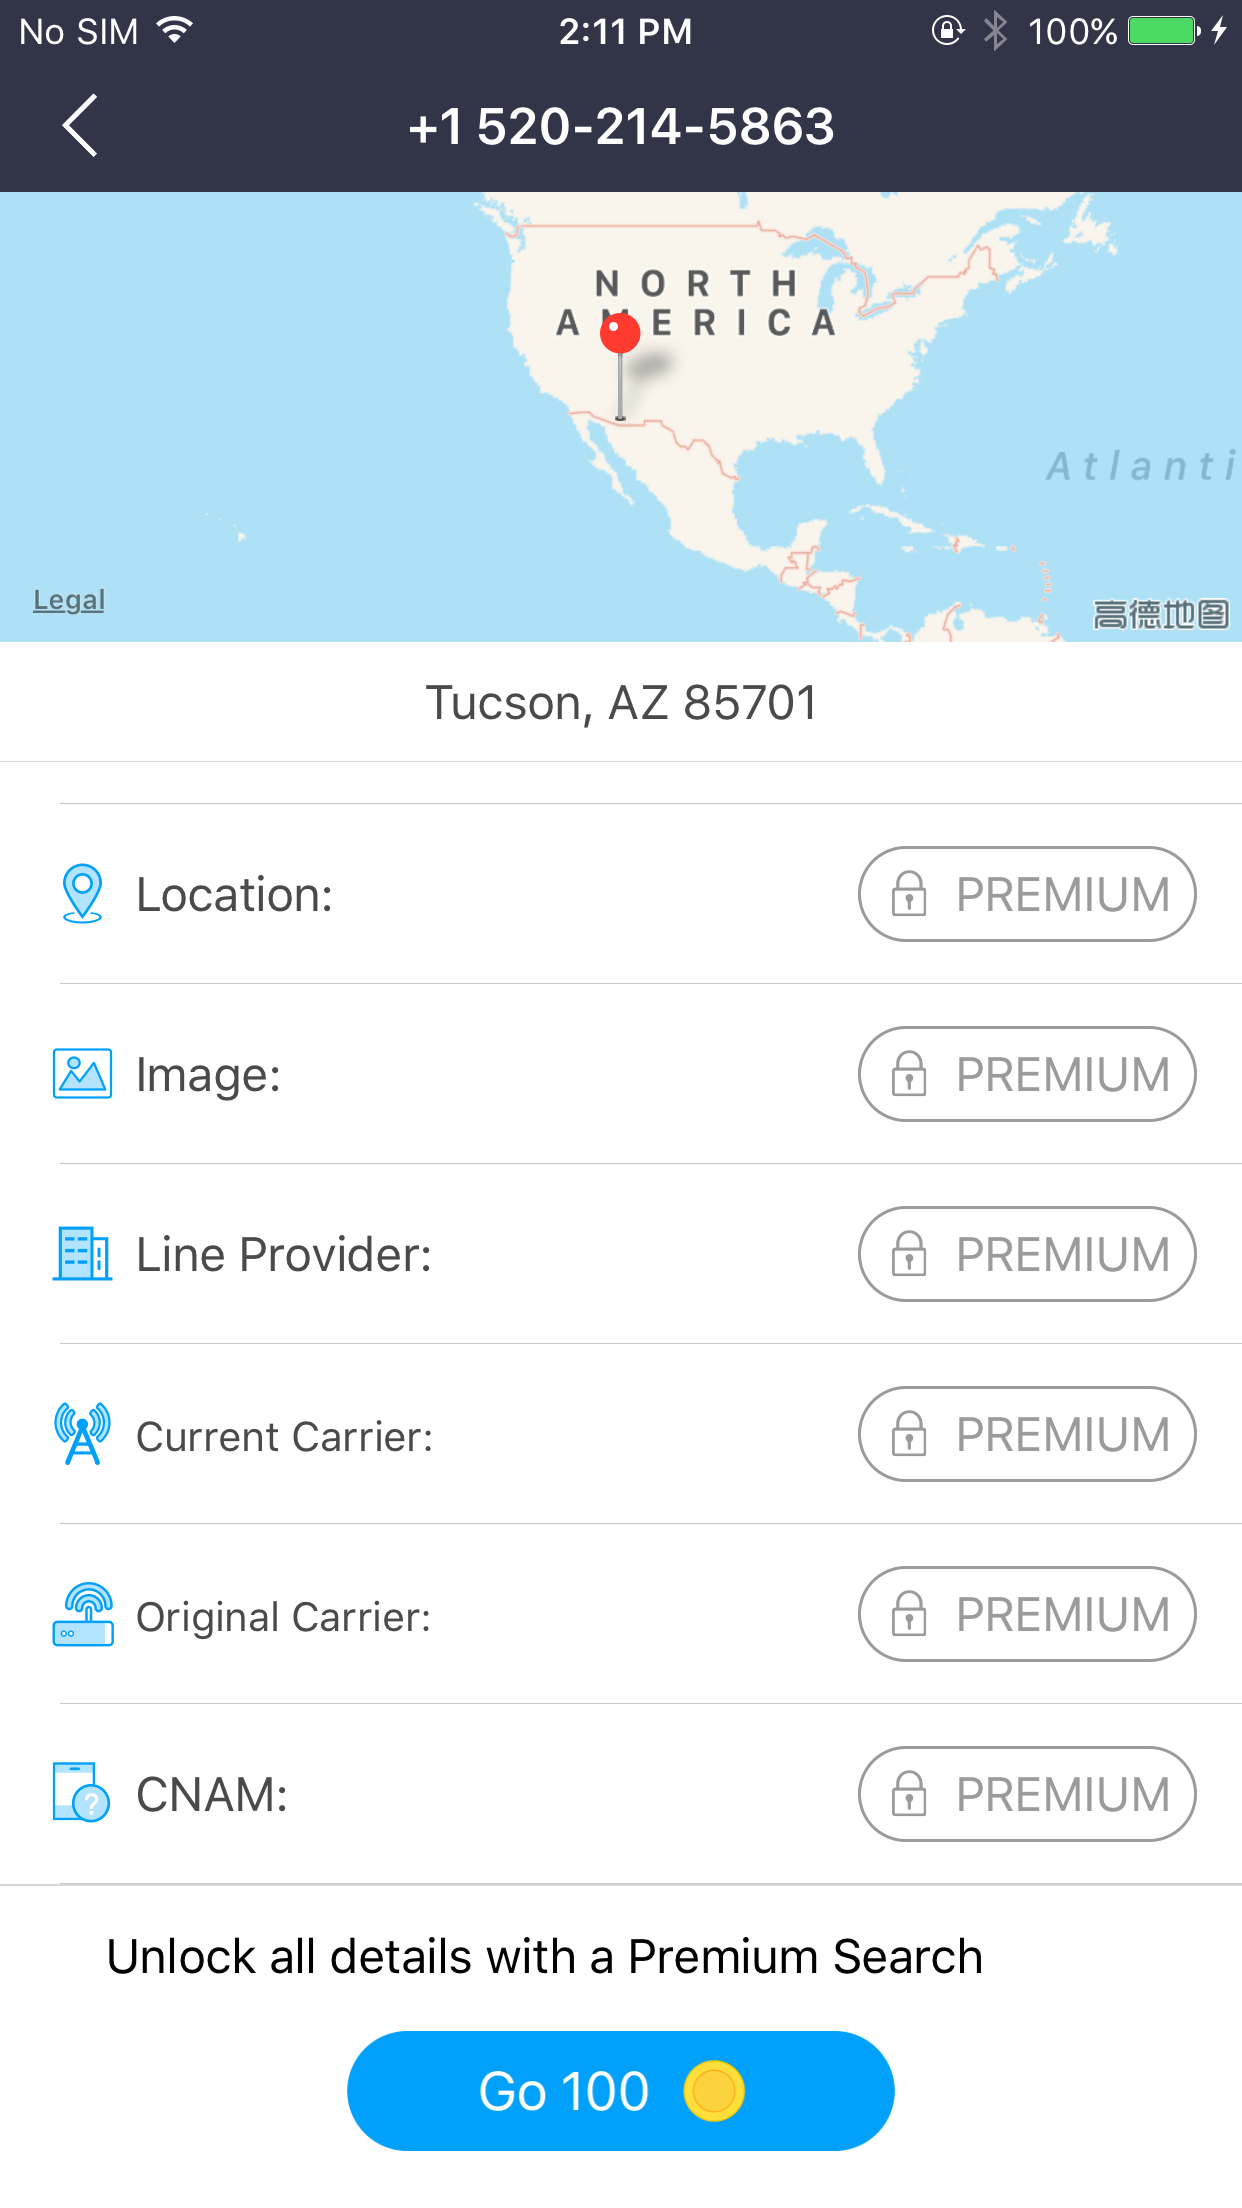 No SIM 2:11 PM 100%
+1 520-214-5863
NORTH
AMERICA
Atlanti
Legal
高德地图
Tucson, AZ 85701
Location: PREMIUM
Image: PREMIUM
Line Provider: PREMIUM
Current Carrier: PREMIUM
Original Carrier: PREMIUM
CNAM: PREMIUM
Unlock all details with a Premium Search
Go 100